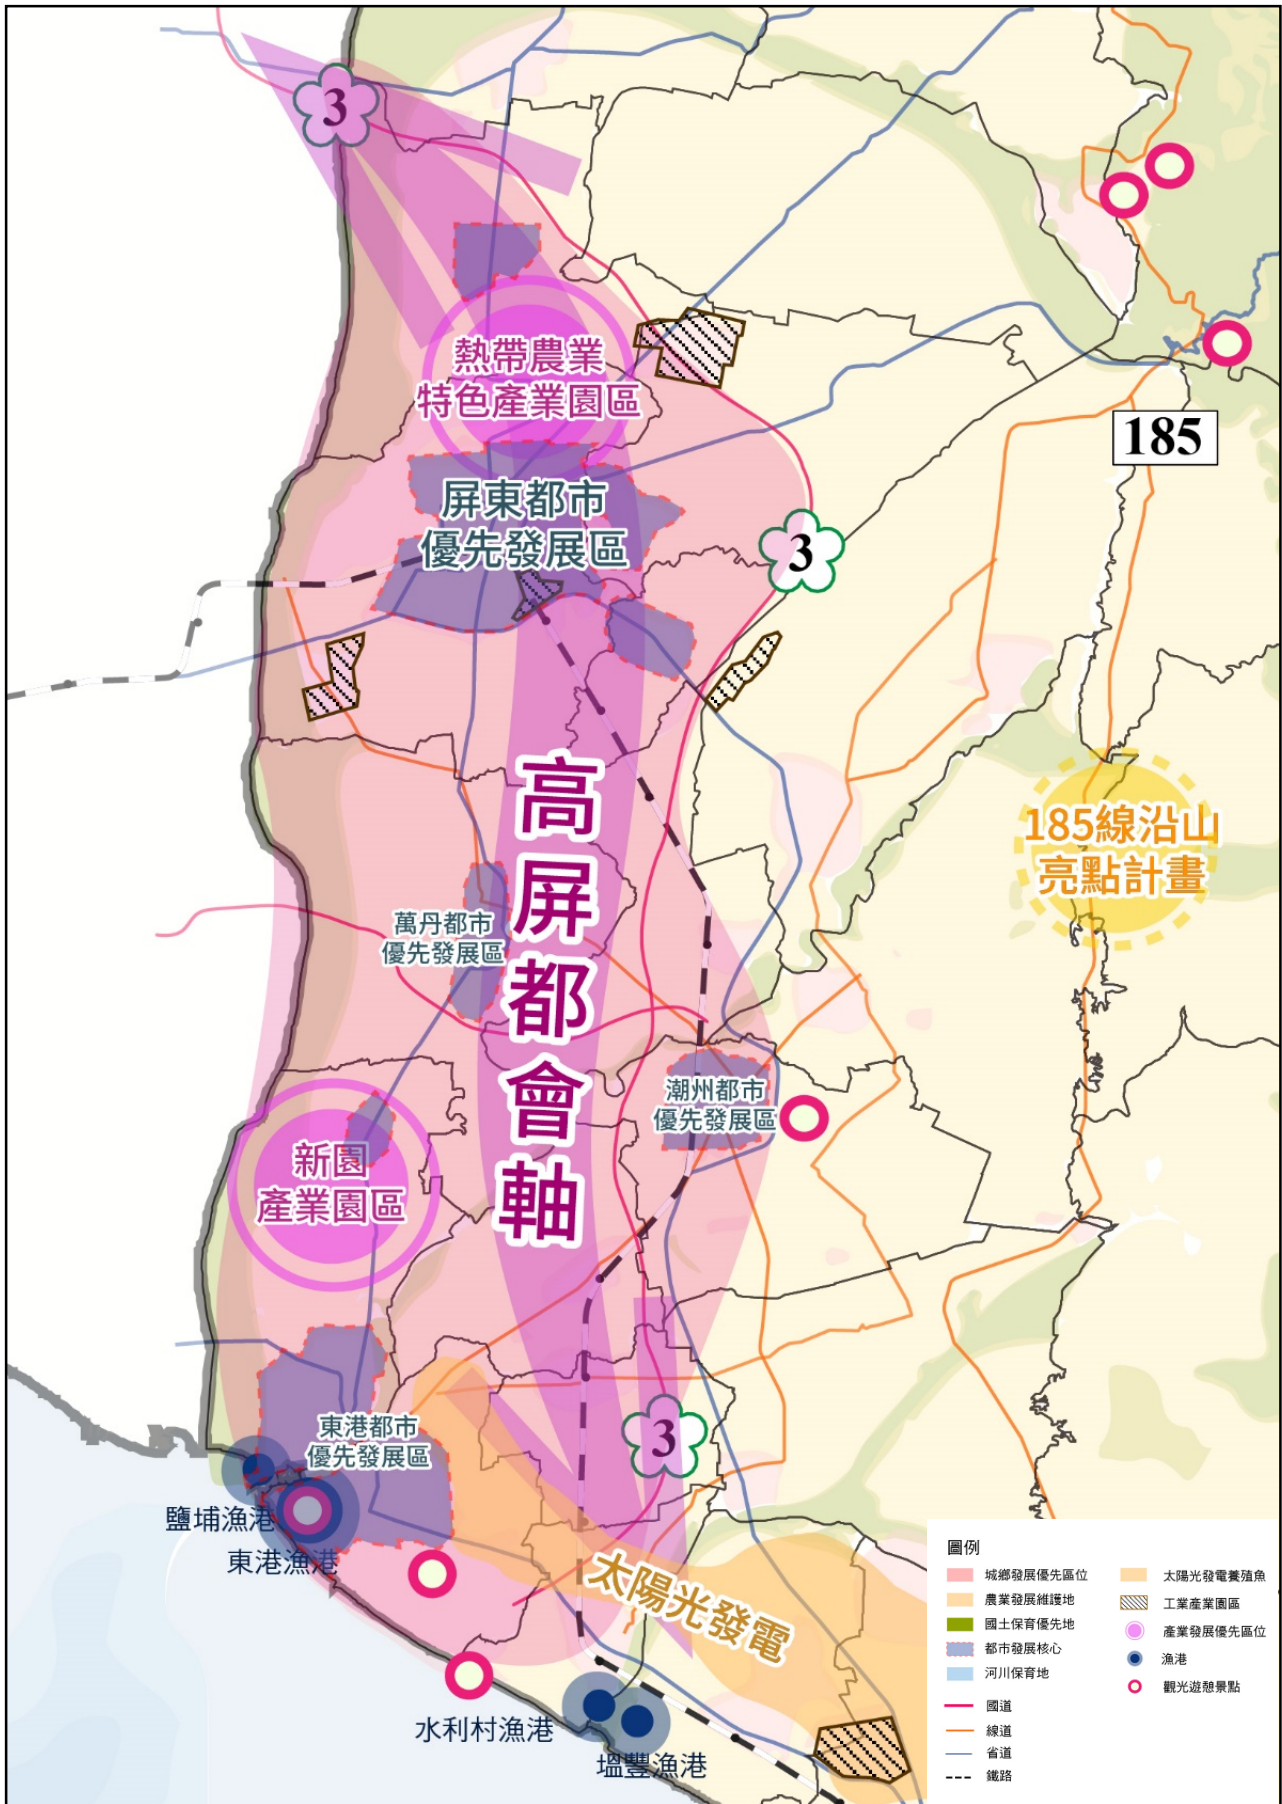 3
熱帶農業
特色產業園區
185
屏東都市
優先發展區
3
高屏都會軸
185線沿山
亮點計畫
萬丹都市
優先發展區
潮州都市
優先發展區
新園
產業園區
東港都市
優先發展區
3
鹽埔漁港
東港漁港
太陽光發電
水利村漁港
塭豐漁港
圖例
城鄉發展優先區位
農業發展維護地
國土保育優先地
都市發展核心
河川保育地
國道
線道
省道
鐵路
太陽光發電養殖魚
工業產業園區
產業發展優先區位
漁港
觀光遊憩景點